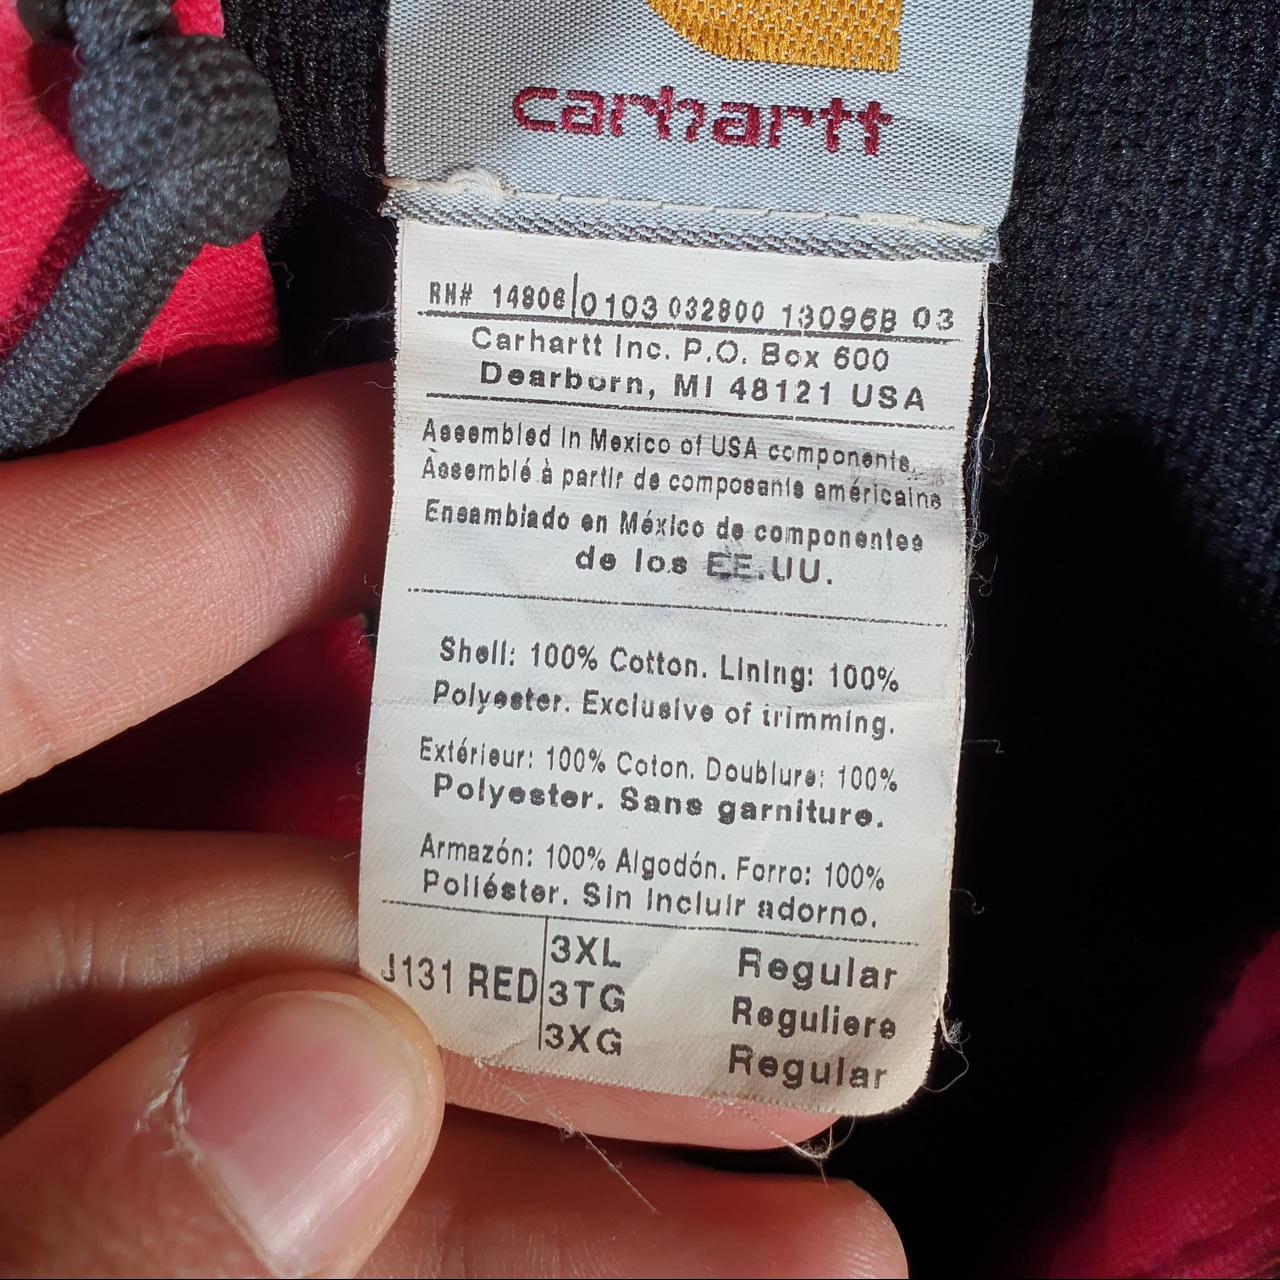 carhartt
RN# 14806 0103 032800 13096B 03
Carhartt Inc. P.O. Box 600
Dearborn, MI 48121 USA
Assembled in Mexico of USA components.
Assemblé à partir de composants américains
Ensamblado en México de componentes
de los EE.UU.
Shell: 100% Cotton. Lining: 100%
Polyester. Exclusive of trimming.
Extérieur: 100% Coton. Doublure: 100%
Polyester. Sans garniture.
Armazón: 100% Algodón. Forro: 100%
Poliéster. Sin incluir adorno.
3XL Regular
J131 RED 3TG Reguliere
3XG Regular